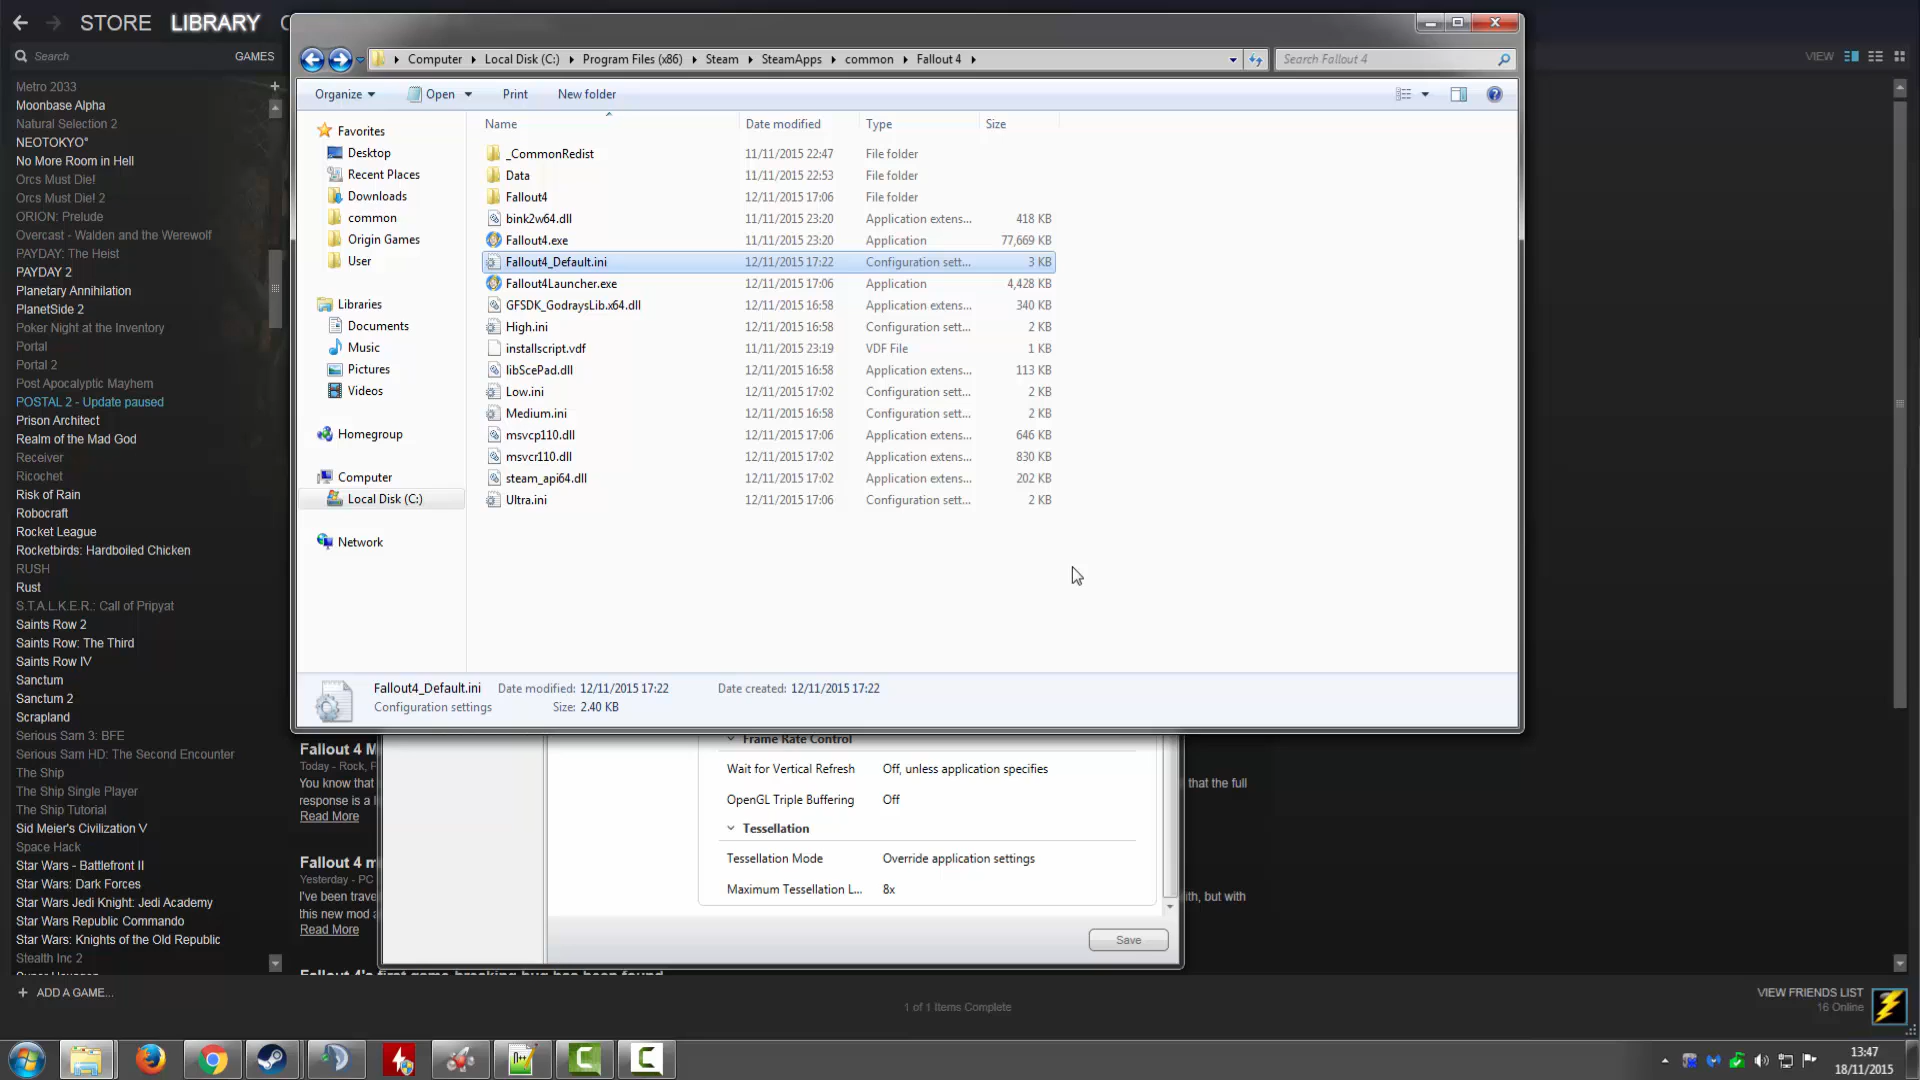 STORE LIBRARY
Search GAMES VIEW
Metro 2033
Moonbase Alpha
Natural Selection 2
NEOTOKYO°
No More Room in Hell
Orcs Must Die!
Orcs Must Die! 2
ORION: Prelude
Overcast - Walden and the Werewolf
PAYDAY: The Heist
PAYDAY 2
Planetary Annihilation
PlanetSide 2
Poker Night at the Inventory
Portal
Portal 2
Post Apocalyptic Mayhem
POSTAL 2 - Update paused
Prison Architect
Realm of the Mad God
Receiver
Ricochet
Risk of Rain
Robocraft
Rocket League
Rocketbirds: Hardboiled Chicken
RUSH
Rust
S.T.A.L.K.E.R.: Call of Pripyat
Saints Row 2
Saints Row: The Third
Saints Row IV
Sanctum
Sanctum 2
Scrapland
Serious Sam 3: BFE
Serious Sam HD: The Second Encounter
The Ship
The Ship Single Player
The Ship Tutorial
Sid Meier's Civilization V
Space Hack
Star Wars - Battlefront II
Star Wars: Dark Forces
Star Wars Jedi Knight: Jedi Academy
Star Wars Republic Commando
Star Wars: Knights of the Old Republic
Stealth Inc 2
+ ADD A GAME...
Computer Local Disk (C:) Program Files (x86) Steam SteamApps common Fallout 4 Search Fallout 4
Organize Open Print New folder
Favorites
Desktop
Recent Places
Downloads
common
Origin Games
User
Libraries
Documents
Music
Pictures
Videos
Homegroup
Computer
Local Disk (C:)
Network
Name Date modified Type Size
_CommonRedist 11/11/2015 22:47 File folder
Data 11/11/2015 22:53 File folder
Fallout4 12/11/2015 17:06 File folder
bink2w64.dll 11/11/2015 23:20 Application extens... 418 KB
Fallout4.exe 11/11/2015 23:20 Application 77,669 KB
Fallout4_Default.ini 12/11/2015 17:22 Configuration sett... 3 KB
Fallout4Launcher.exe 12/11/2015 17:06 Application 4,428 KB
GFSDK_GodraysLib.x64.dll 12/11/2015 16:58 Application extens... 340 KB
High.ini 12/11/2015 16:58 Configuration sett... 2 KB
installscript.vdf 11/11/2015 23:19 VDF File 1 KB
libScePad.dll 12/11/2015 16:58 Application extens... 113 KB
Low.ini 12/11/2015 17:02 Configuration sett... 2 KB
Medium.ini 12/11/2015 16:58 Configuration sett... 2 KB
msvcp110.dll 12/11/2015 17:06 Application extens... 646 KB
msvcr110.dll 12/11/2015 17:02 Application extens... 830 KB
steam_api64.dll 12/11/2015 17:02 Application extens... 202 KB
Ultra.ini 12/11/2015 17:06 Configuration sett... 2 KB
Fallout4_Default.ini Date modified: 12/11/2015 17:22 Date created: 12/11/2015 17:22
Configuration settings Size: 2.40 KB
Fallout 4 M
Today - Rock, F
You know that
response is a l
Read More
that the full
Fallout 4 m
Yesterday - PC
I've been trave
this new mod a
Read More
ith, but with
Fallout 4's first game-breaking bug has been found
Frame Rate Control
Wait for Vertical Refresh Off, unless application specifies
OpenGL Triple Buffering Off
Tessellation
Tessellation Mode Override application settings
Maximum Tessellation L... 8x
Save
1 of 1 Items Complete
VIEW FRIENDS LIST
16 Online
13:47
18/11/2015